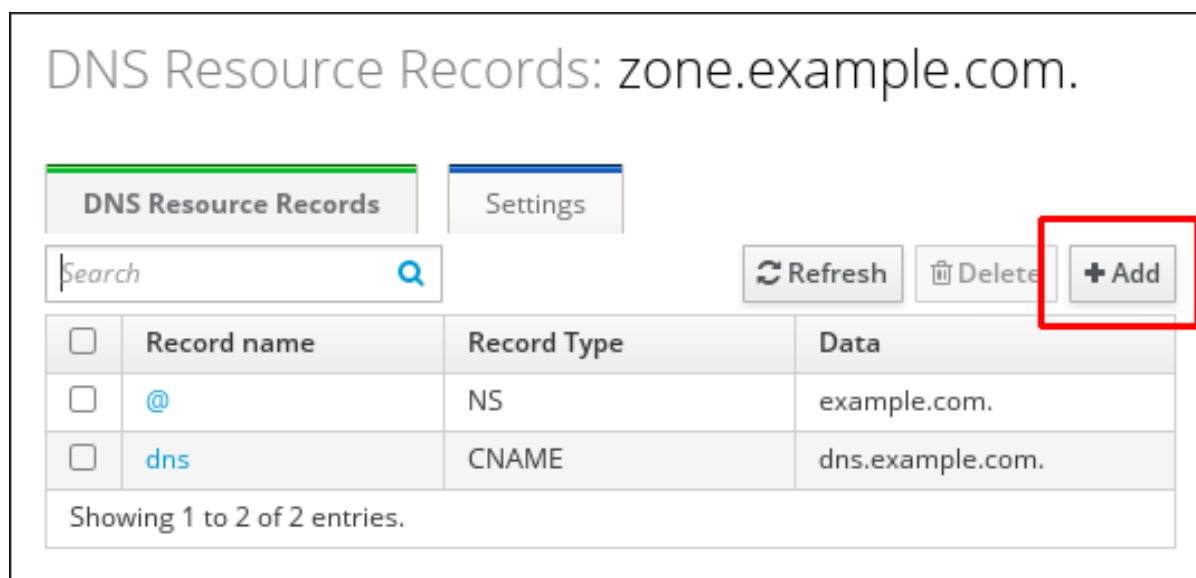 DNS Resource Records: zone.example.com.
DNS Resource Records Settings
Search Refresh Delete Add
Record name Record Type Data
@ NS example.com.
dns CNAME dns.example.com.
Showing 1 to 2 of 2 entries.